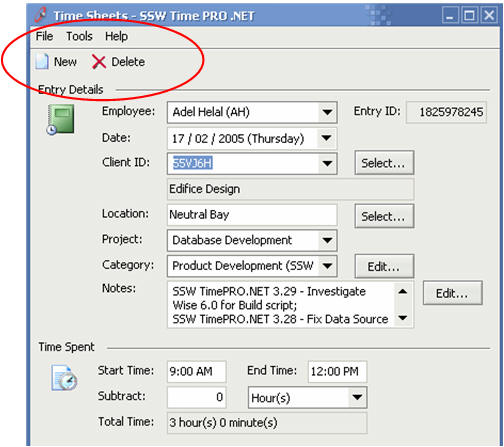 Time Sheets - SSW Time PRO .NET
File Tools Help
New Delete
Entry Details
Employee: Adel Helal (AH) Entry ID: 1825978245
Date: 17 / 02 / 2005 (Thursday)
Client ID: 55VJ6H Select...
Edifice Design
Location: Neutral Bay Select...
Project: Database Development
Category: Product Development (SSW Edit...
Notes: SSW TimePRO.NET 3.29 - Investigate Edit...
Wise 6.0 for Build script;
SSW TimePRO.NET 3.28 - Fix Data Source
Time Spent
Start Time: 9:00 AM End Time: 12:00 PM
Subtract: 0 Hour(s)
Total Time: 3 hour(s) 0 minute(s)